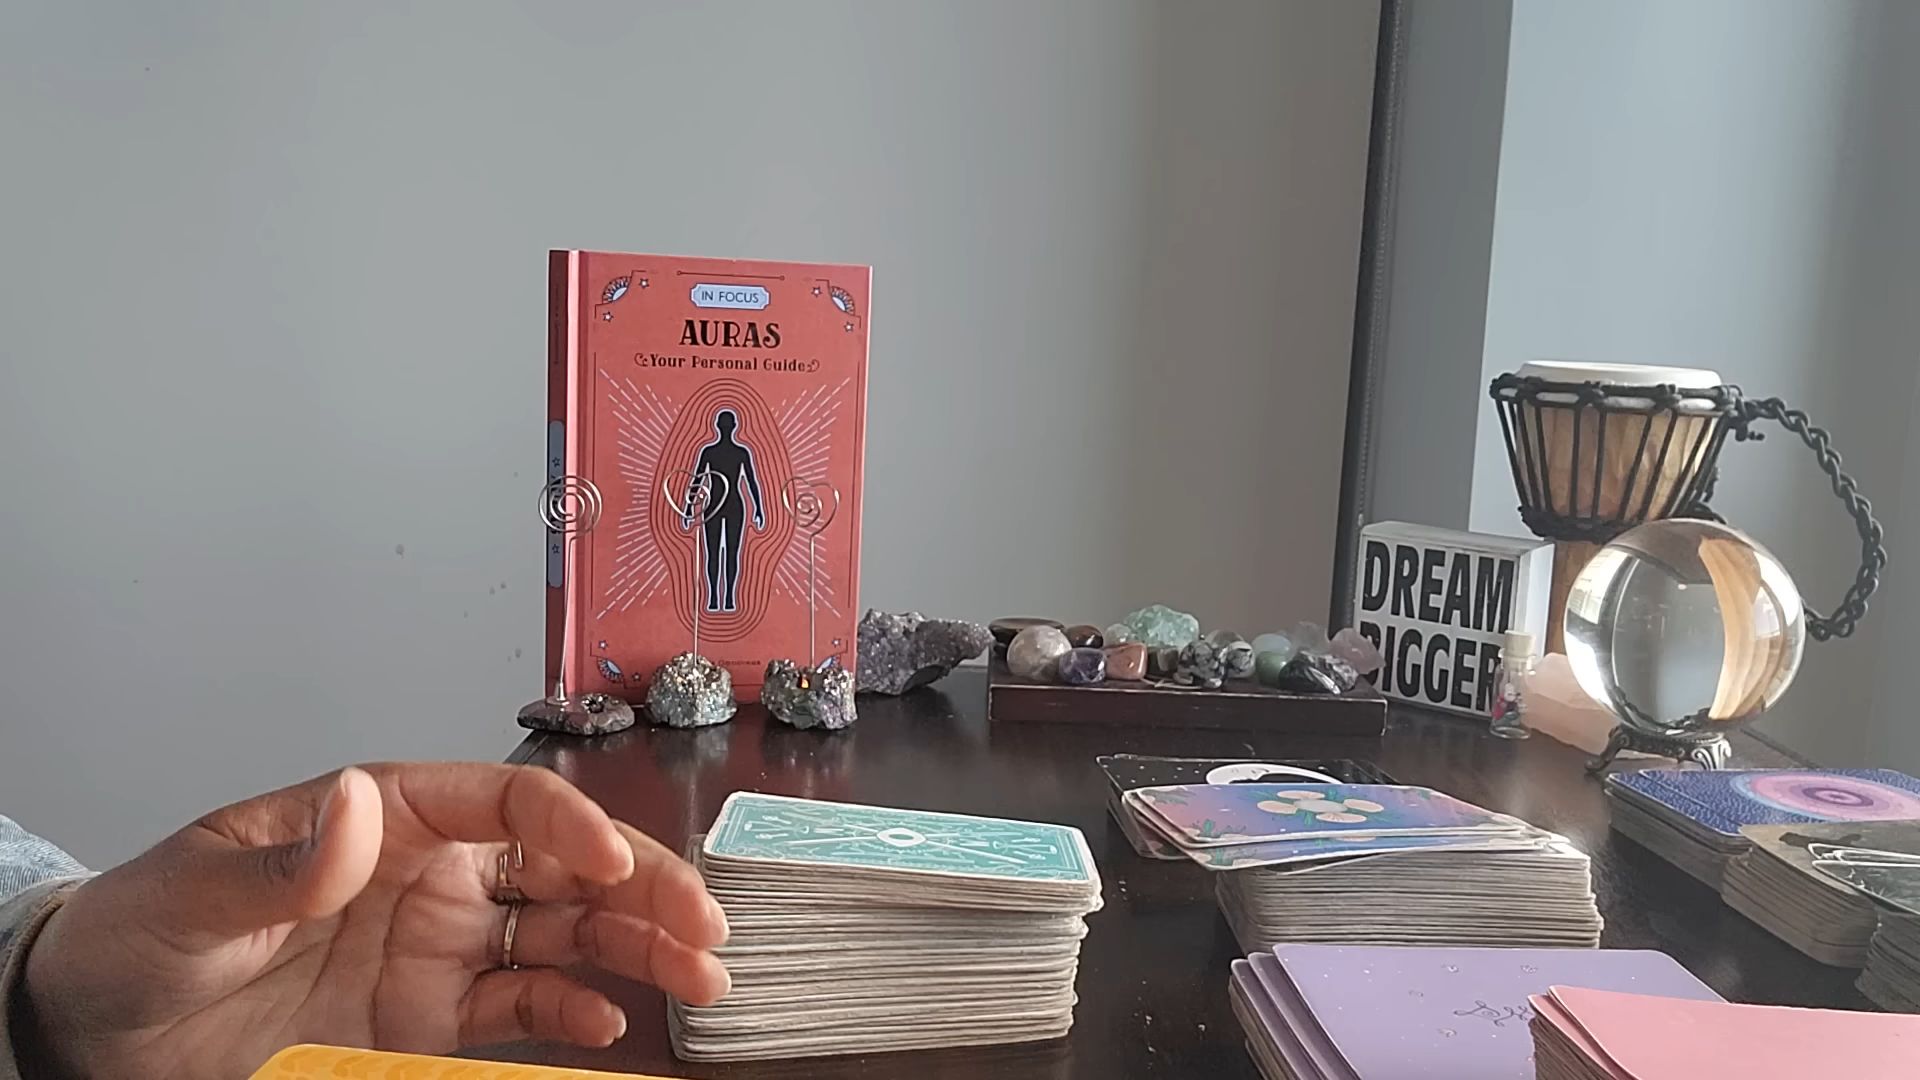 IN FOCUS
AURAS
Your Personal Guide
DREAM
BIGGER